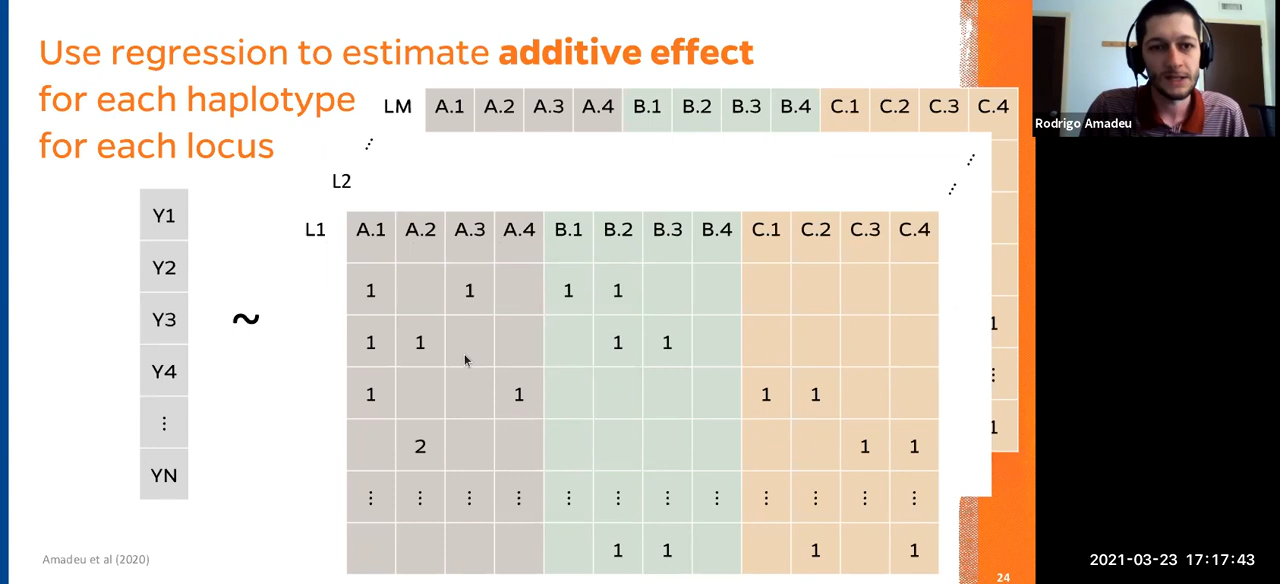 Use regression to estimate additive effect
for each haplotype
for each locus
LM A.1 A.2 A.3 A.4 B.1 B.2 B.3 B.4 C.1 C.2 C.3 C.4
Rodrigo Amadeu
L2
Y1
L1 A.1 A.2 A.3 A.4 B.1 B.2 B.3 B.4 C.1 C.2 C.3 C.4
Y2
1 1 1 1
Y3
~
1
1 1 1 1
Y4
⋮
1 1 1 1
⋮
1
2 1 1
YN
⋮ ⋮ ⋮ ⋮ ⋮ ⋮ ⋮ ⋮ ⋮ ⋮ ⋮ ⋮
1 1 1 1
Amadeu et al (2020)
2021-03-23 17:17:43
24